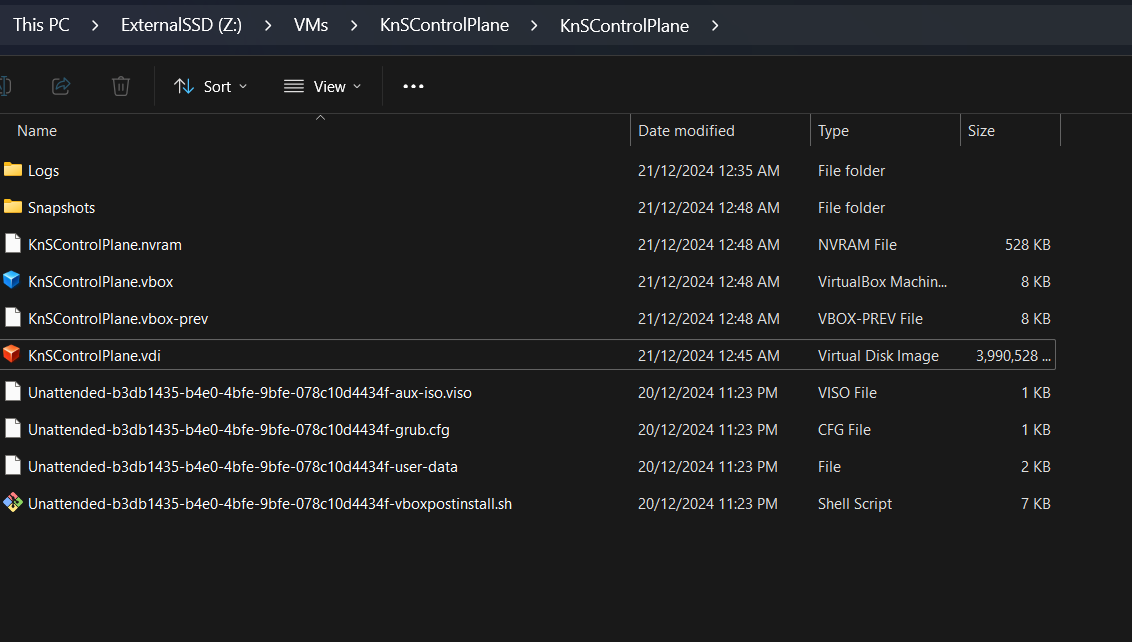 This PC > ExternalSSD (Z:) > VMs > KnSControlPlane > KnSControlPlane >
Sort View ...
Name Date modified Type Size
Logs 21/12/2024 12:35 AM File folder
Snapshots 21/12/2024 12:48 AM File folder
KnSControlPlane.nvram 21/12/2024 12:48 AM NVRAM File 528 KB
KnSControlPlane.vbox 21/12/2024 12:48 AM VirtualBox Machin... 8 KB
KnSControlPlane.vbox-prev 21/12/2024 12:48 AM VBOX-PREV File 8 KB
KnSControlPlane.vdi 21/12/2024 12:45 AM Virtual Disk Image 3,990,528 ...
Unattended-b3db1435-b4e0-4bfe-9bfe-078c10d4434f-aux-iso.viso 20/12/2024 11:23 PM VISO File 1 KB
Unattended-b3db1435-b4e0-4bfe-9bfe-078c10d4434f-grub.cfg 20/12/2024 11:23 PM CFG File 1 KB
Unattended-b3db1435-b4e0-4bfe-9bfe-078c10d4434f-user-data 20/12/2024 11:23 PM File 2 KB
Unattended-b3db1435-b4e0-4bfe-9bfe-078c10d4434f-vboxpostinstall.sh 20/12/2024 11:23 PM Shell Script 7 KB